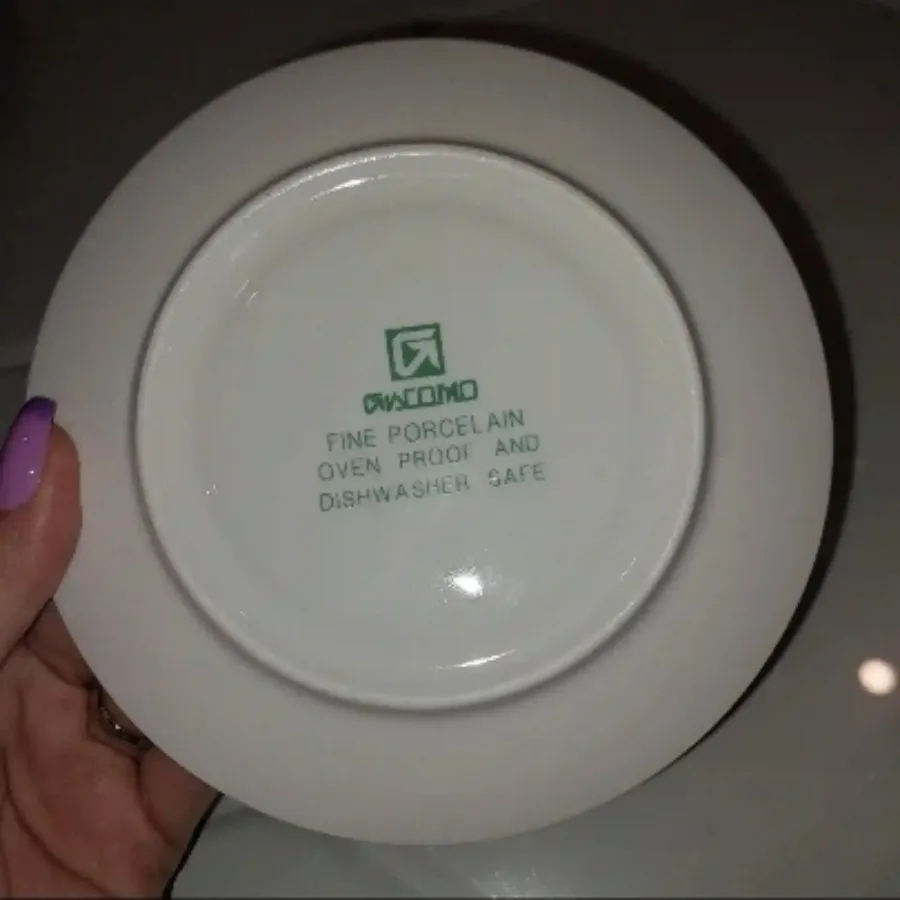 G
GIACOMO
FINE PORCELAIN
OVEN PROOF AND
DISHWASHER SAFE